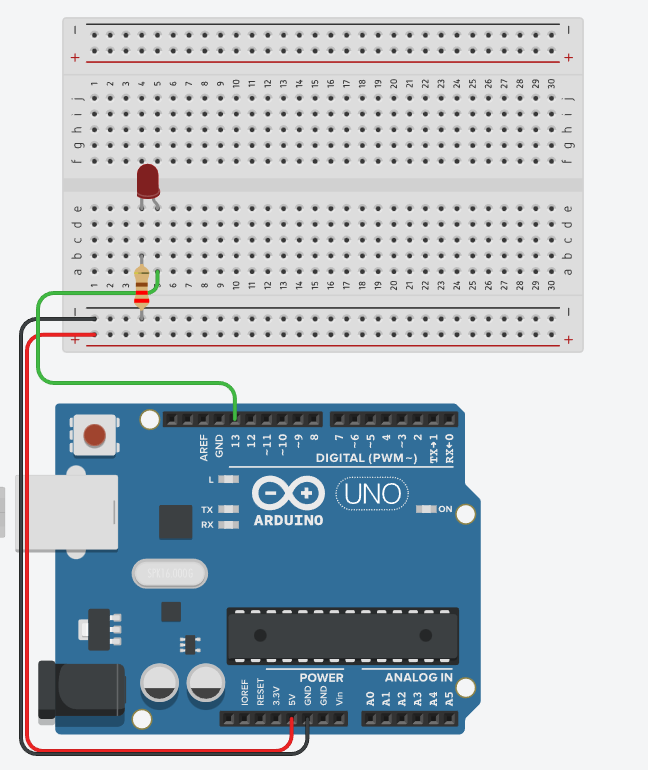 − −
+ +
1 2 3 4 5 6 7 8 9 10 11 12 13 14 15 16 17 18 19 20 21 22 23 24 25 26 27 28 29 30
j j
i i
h h
g g
f f
e e
d d
c c
b b
a a
1 2 3 5 6 7 8 9 10 11 12 13 14 15 16 17 18 19 20 21 22 23 24 25 26 27 28 29 30
− −
+ +
AREF GND 13 12 ~11 ~10 ~9 8 7 ~6 ~5 4 ~3 2 TX→1 RX←0
DIGITAL (PWM~)
L
TX
RX
UNO
ON
ARDUINO
POWER
ANALOG IN
IOREF RESET 3.3V 5V GND GND Vin A0 A1 A2 A3 A4 A5